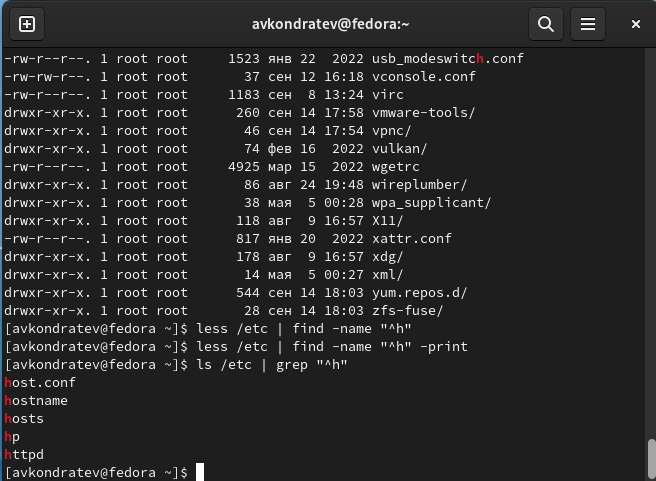 avkondratev@fedora:~
-rw-r--r--. 1 root root     1523 янв 22  2022 usb_modeswitch.conf
-rw-rw-r--. 1 root root       37 сен 12 16:18 vconsole.conf
-rw-r--r--. 1 root root     1183 сен  8 13:24 virc
drwxr-xr-x. 1 root root      260 сен 14 17:58 vmware-tools/
drwxr-xr-x. 1 root root       46 сен 14 17:54 vpnc/
drwxr-xr-x. 1 root root       74 фев 16  2022 vulkan/
-rw-r--r--. 1 root root     4925 мар 15  2022 wgetrc
drwxr-xr-x. 1 root root       86 авг 24 19:48 wireplumber/
drwxr-xr-x. 1 root root       38 мая  5 00:28 wpa_supplicant/
drwxr-xr-x. 1 root root      118 авг  9 16:57 X11/
-rw-r--r--. 1 root root      817 янв 20  2022 xattr.conf
drwxr-xr-x. 1 root root      178 авг  9 16:57 xdg/
drwxr-xr-x. 1 root root       14 мая  5 00:27 xml/
drwxr-xr-x. 1 root root      544 сен 14 18:03 yum.repos.d/
drwxr-xr-x. 1 root root       28 сен 14 18:03 zfs-fuse/
[avkondratev@fedora ~]$ less /etc | find -name "^h"
[avkondratev@fedora ~]$ less /etc | find -name "^h" -print
[avkondratev@fedora ~]$ ls /etc | grep "^h"
host.conf
hostname
hosts
hp
httpd
[avkondratev@fedora ~]$